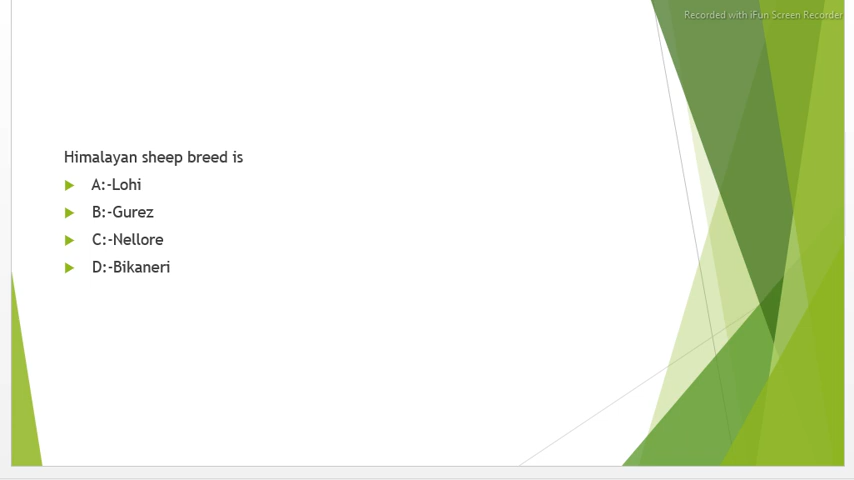 Recorded with iFun Screen Recorder
Himalayan sheep breed is
A:-Lohi
B:-Gurez
C:-Nellore
D:-Bikaneri